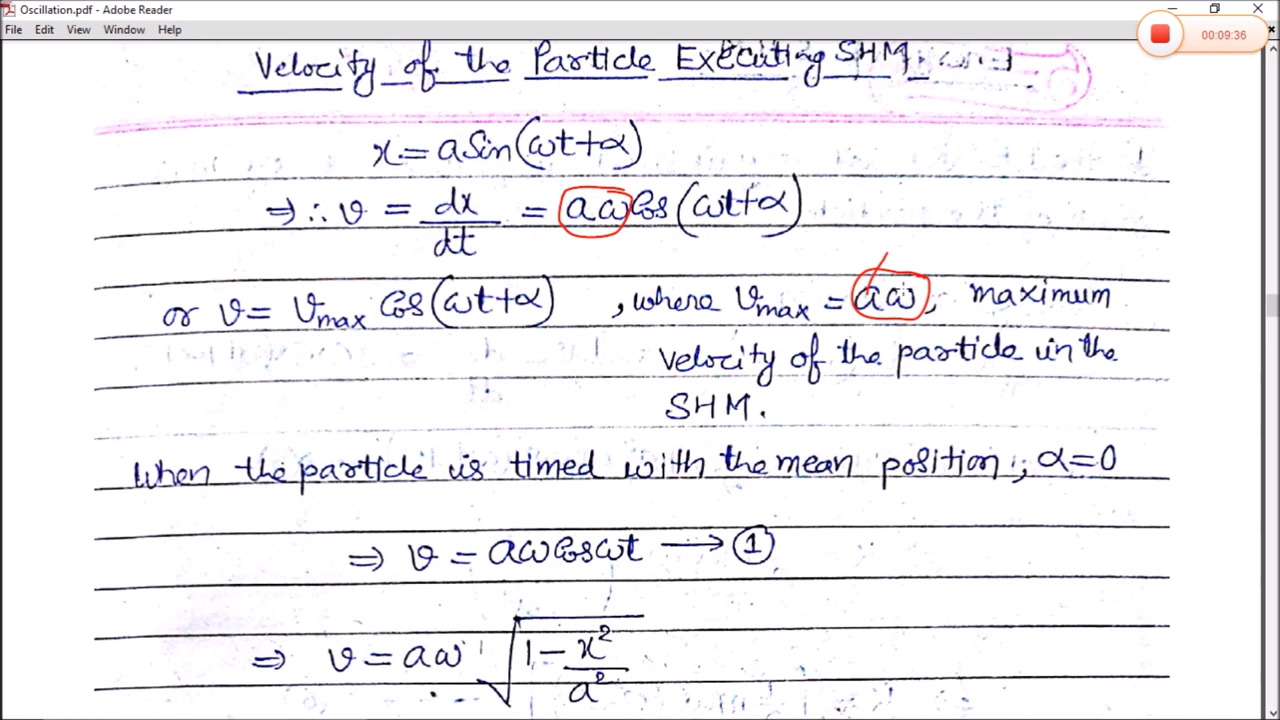 Oscillation.pdf - Adobe Reader
File Edit View Window Help
00:09:36
Velocity of the Particle Executing SHM.
x = a Sin(ωt+α)
⇒ ∴ v = dx/dt = aω Cos(ωt+α)
or v = vmax Cos(ωt+α) , where vmax = aω, maximum
velocity of the particle in the
SHM.
When the particle is timed with the mean position, α=0
⇒ v = aω Cos ωt → ①
⇒ v = aω √(1 - x²/a²)